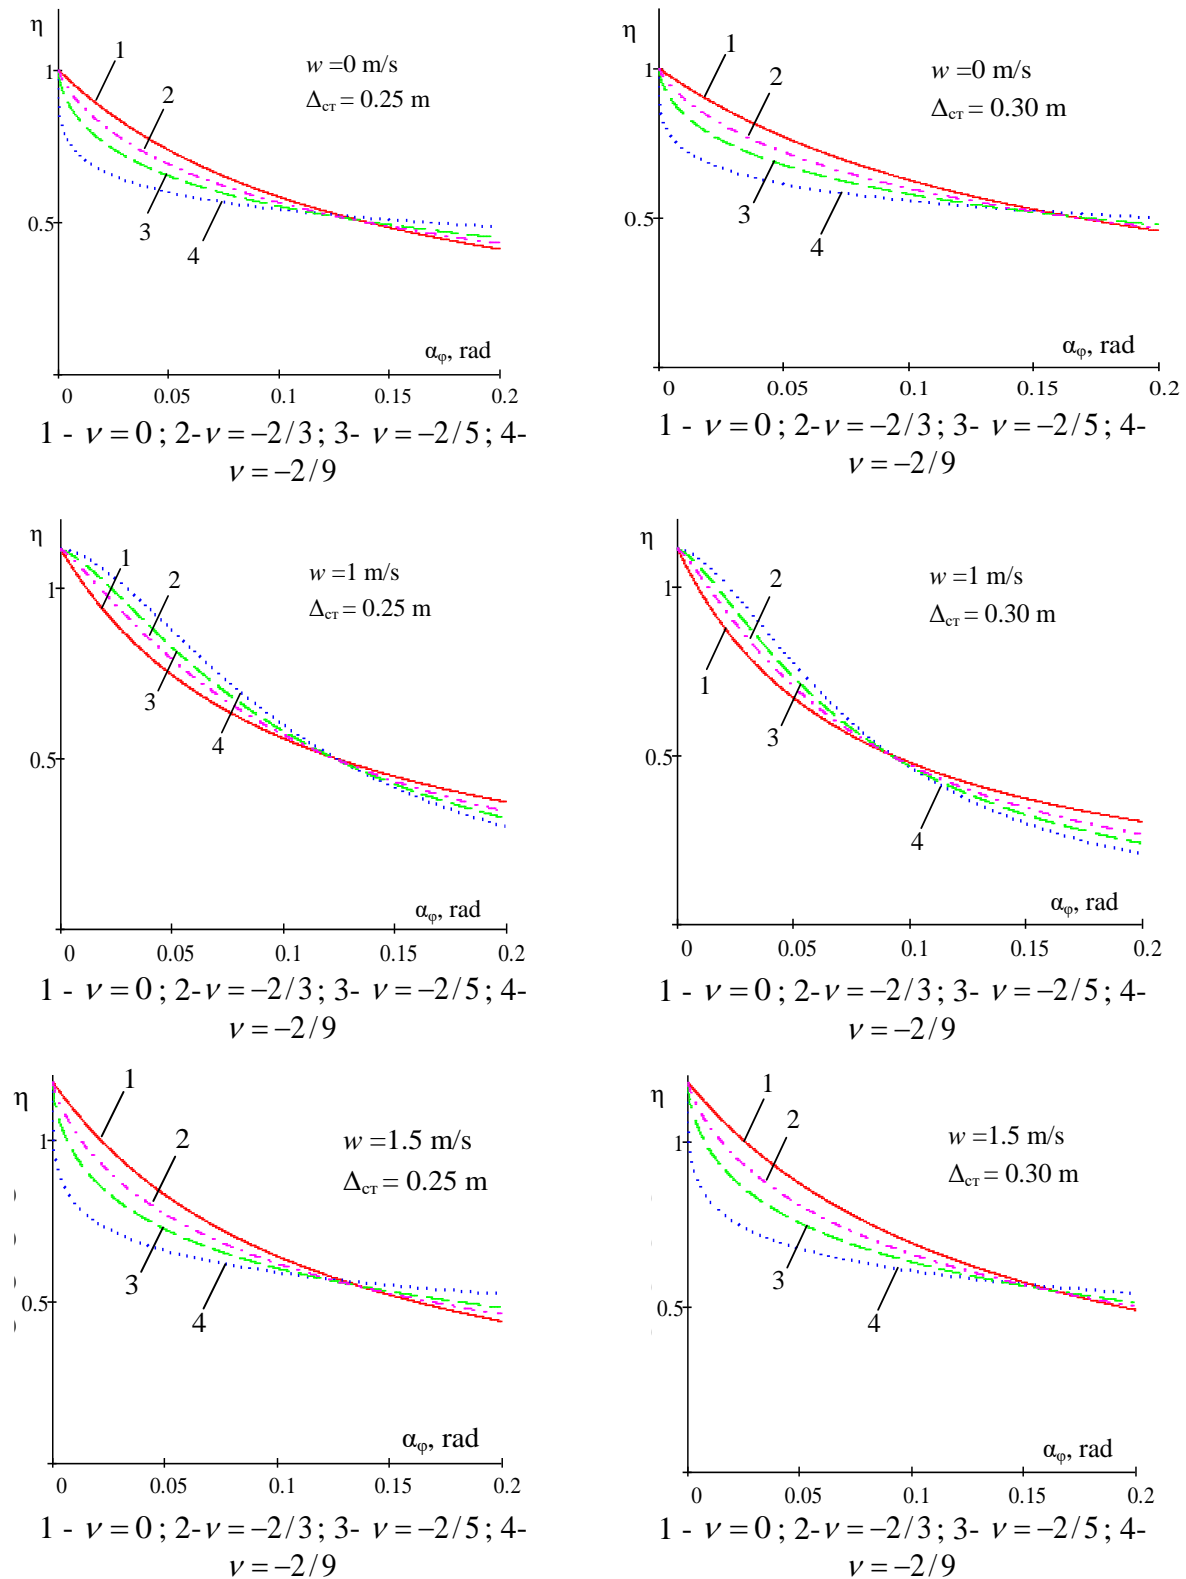 η
1
1
w =0 m/s
2
Δст = 0.25 m
0.5
3
4
αφ, rad
0 0.05 0.1 0.15 0.2
1 - ν = 0 ; 2-ν = −2/3 ; 3- ν = −2/5 ; 4-
ν = −2/9
η
1
1
w =0 m/s
2
Δст = 0.30 m
0.5
3
4
αφ, rad
0 0.05 0.1 0.15 0.2
1 - ν = 0 ; 2-ν = −2/3 ; 3- ν = −2/5 ; 4-
ν = −2/9
η
1
1
2
w =1 m/s
Δст = 0.25 m
3
4
0.5
αφ, rad
0 0.05 0.1 0.15 0.2
1 - ν = 0 ; 2-ν = −2/3 ; 3- ν = −2/5 ; 4-
ν = −2/9
η
1
2
w =1 m/s
Δст = 0.30 m
1
3
0.5
4
αφ, rad
0 0.05 0.1 0.15 0.2
1 - ν = 0 ; 2-ν = −2/3 ; 3- ν = −2/5 ; 4-
ν = −2/9
η
1
1
2
w =1.5 m/s
Δст = 0.25 m
3
0.5
4
αφ, rad
0 0.05 0.1 0.15 0.2
1 - ν = 0 ; 2-ν = −2/3 ; 3- ν = −2/5 ; 4-
ν = −2/9
η
1
2
1
w =1.5 m/s
Δст = 0.30 m
3
0.5
4
αφ, rad
0 0.05 0.1 0.15 0.2
1 - ν = 0 ; 2-ν = −2/3 ; 3- ν = −2/5 ; 4-
ν = −2/9